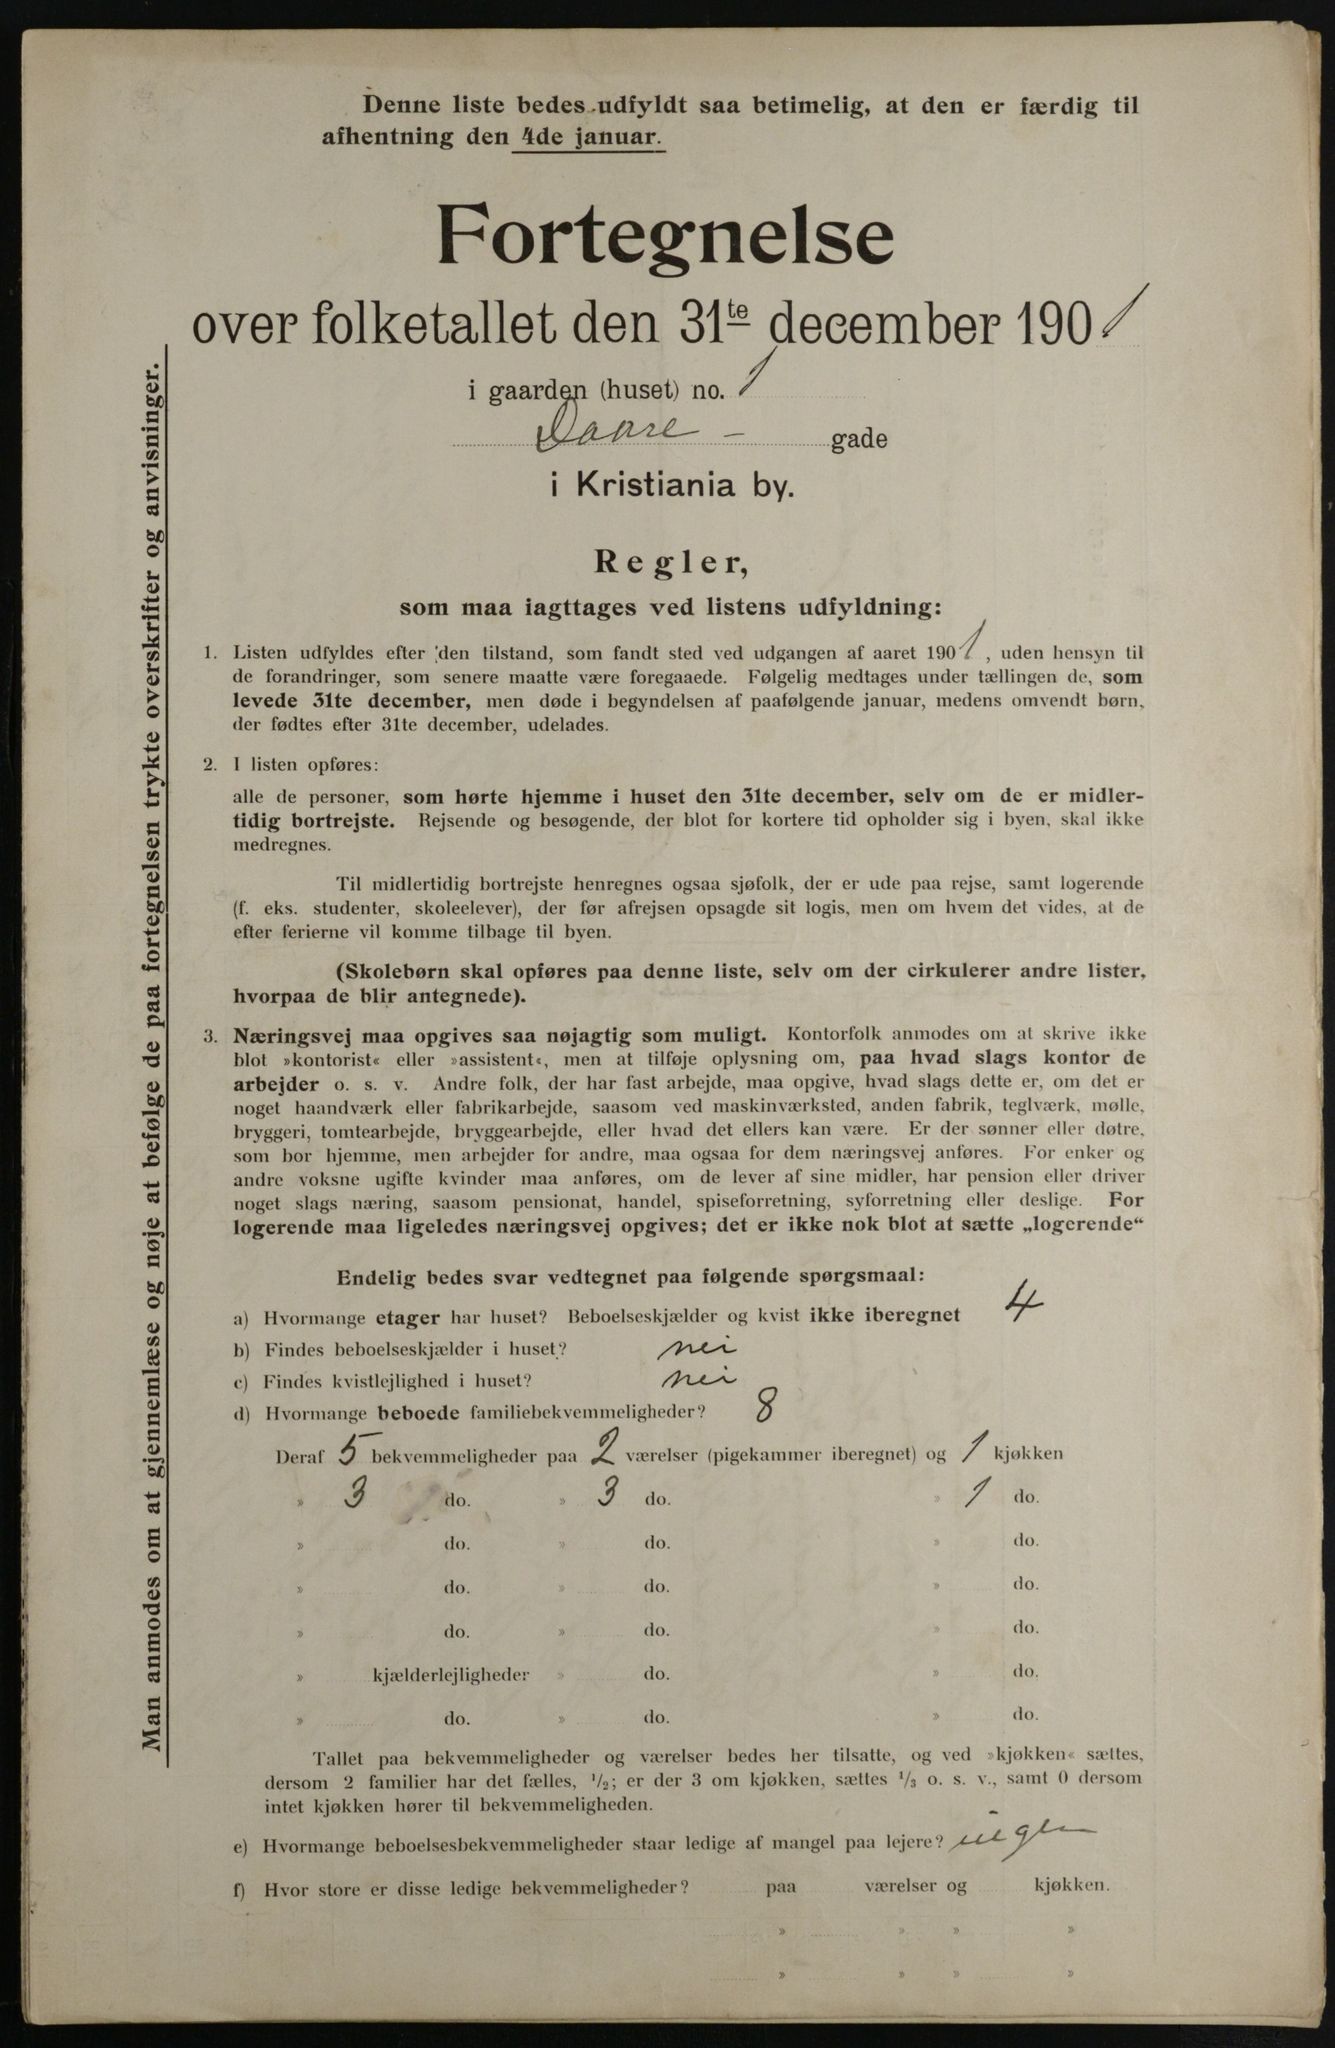 Denne liste bedes udfyldt saa betimelig, at den er færdig til
afhentning den 4de januar.
Fortegnelse
over folketallet den 31te december 1901
i gaarden (huset) no. 1
Daare - gade
i Kristiania by.
Regler,
som maa iagttages ved listens udfyldning:
1. Listen udfyldes efter den tilstand, som fandt sted ved udgangen af aaret 1901, uden hensyn til
de forandringer, som senere maatte være foregaaede. Følgelig medtages under tællingen de, som
levede 31te december, men døde i begyndelsen af paafølgende januar, medens omvendt børn,
der fødtes efter 31te december, udelades.
2. I listen opføres:
alle de personer, som hørte hjemme i huset den 31te december, selv om de er midler-
tidig bortrejste. Rejsende og besøgende, der blot for kortere tid opholder sig i byen, skal ikke
medregnes.
Til midlertidig bortrejste henregnes ogsaa sjøfolk, der er ude paa rejse, samt logerende
(f. eks. studenter, skoleelever), der før afrejsen opsagde sit logis, men om hvem det vides, at de
efter ferierne vil komme tilbage til byen.
(Skolebørn skal opføres paa denne liste, selv om der cirkulerer andre lister,
hvorpaa de blir antegnede).
3. Næringsvej maa opgives saa nøjagtig som muligt. Kontorfolk anmodes om at skrive ikke
blot »kontorist« eller »assistent«, men at tilføje oplysning om, paa hvad slags kontor de
arbejder o. s. v. Andre folk, der har fast arbejde, maa opgive, hvad slags dette er, om det er
noget haandværk eller fabrikarbejde, saasom ved maskinværksted, anden fabrik, teglværk, mølle,
bryggeri, tomtearbejde, bryggearbejde, eller hvad det ellers kan være. Er der sønner eller døtre,
som bor hjemme, men arbejder for andre, maa ogsaa for dem næringsvej anføres. For enker og
andre voksne ugifte kvinder maa anføres, om de lever af sine midler, har pension eller driver
noget slags næring, saasom pensionat, handel, spiseforretning, syforretning eller deslige. For
logerende maa ligeledes næringsvej opgives; det er ikke nok blot at sætte „logerende“
Endelig bedes svar vedtegnet paa følgende spørgsmaal:
a) Hvormange etager har huset? Beboelseskjælder og kvist ikke iberegnet 4
b) Findes beboelseskjælder i huset? nei
c) Findes kvistlejlighed i huset? nei
d) Hvormange beboede familiebekvemmeligheder? 8
Deraf 5 bekvemmeligheder paa 2 værelser (pigekammer iberegnet) og 1 kjøkken
» 3 do. » 3 do. » 1 do.
» do. » do. » do.
» do. » do. » do.
» do. » do. » do.
» kjælderlejligheder » do. » do.
» do. » do. » do.
Tallet paa bekvemmeligheder og værelser bedes her tilsatte, og ved »kjøkken« sættes,
dersom 2 familier har det fælles, 1/2; er der 3 om kjøkken, sættes 1/3 o. s. v., samt 0 dersom
intet kjøkken hører til bekvemmeligheden.
e) Hvormange beboelsesbekvemmeligheder staar ledige af mangel paa lejere? ingen
f) Hvor store er disse ledige bekvemmeligheder? paa værelser og kjøkken.
» » » »
» » » »
Man anmodes om at gjennemlæse og nøje at befølge de paa fortegnelsen trykte overskrifter og anvisninger.